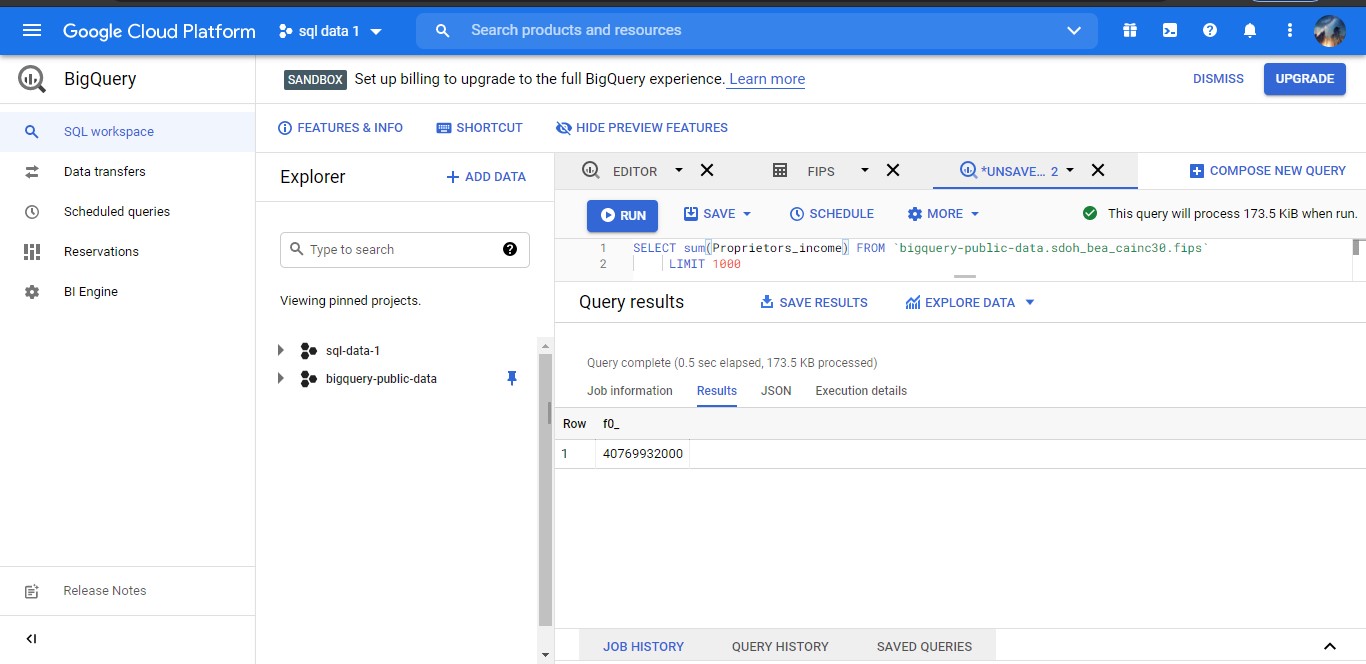 Google Cloud Platform sql data 1 Search products and resources
BigQuery
SANDBOX Set up billing to upgrade to the full BigQuery experience. Learn more DISMISS UPGRADE
SQL workspace
Data transfers
Scheduled queries
Reservations
BI Engine
Release Notes
FEATURES & INFO SHORTCUT HIDE PREVIEW FEATURES
Explorer + ADD DATA
Type to search
Viewing pinned projects.
sql-data-1
bigquery-public-data
EDITOR FIPS *UNSAVE... 2 COMPOSE NEW QUERY
RUN SAVE SCHEDULE MORE This query will process 173.5 KiB when run.
1 SELECT sum(Proprietors_income) FROM `bigquery-public-data.sdoh_bea_cainc30.fips`
2 LIMIT 1000
Query results SAVE RESULTS EXPLORE DATA
Query complete (0.5 sec elapsed, 173.5 KB processed)
Job information Results JSON Execution details
Row f0_
1 40769932000
JOB HISTORY QUERY HISTORY SAVED QUERIES